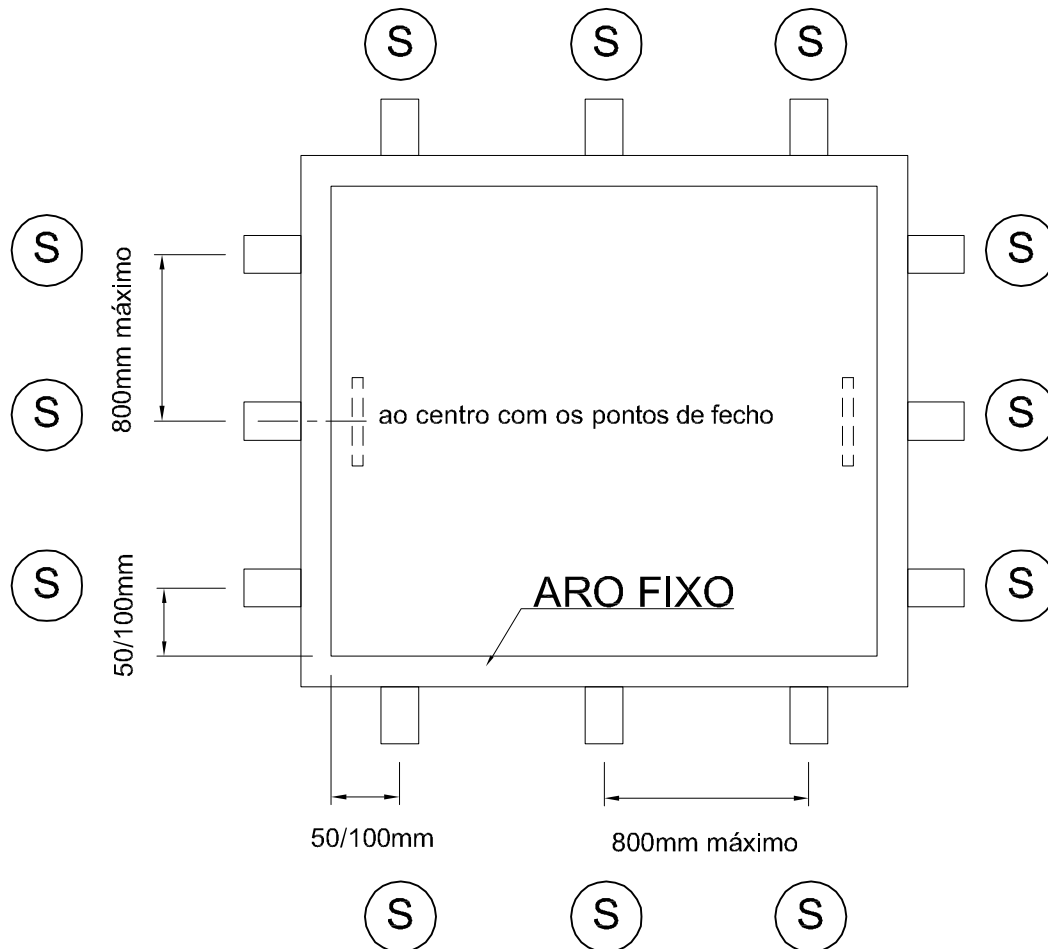 S S S
S S
800mm máximo
S S
ao centro com os pontos de fecho
S S
50/100mm
ARO FIXO
50/100mm
800mm máximo
S S S